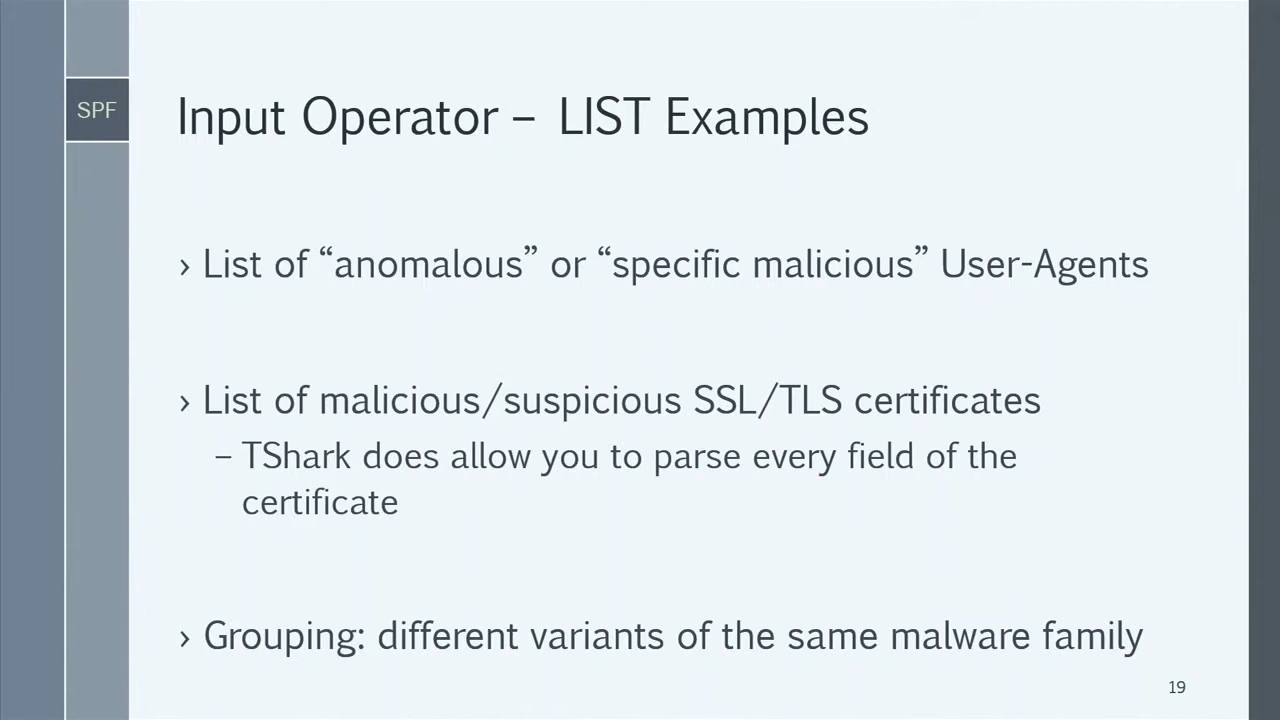 SPF
Input Operator – LIST Examples
› List of “anomalous” or “specific malicious” User-Agents
› List of malicious/suspicious SSL/TLS certificates
– TShark does allow you to parse every field of the
certificate
› Grouping: different variants of the same malware family
19